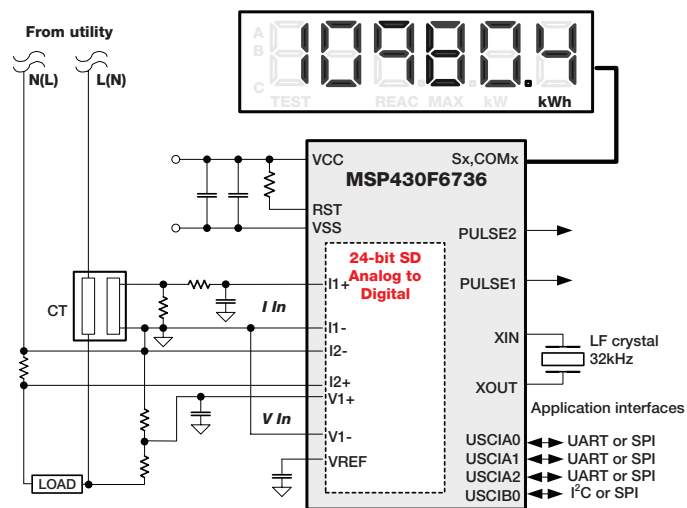 From utility
N(L)
L(N)
A
B
C
TEST
REAC
MAX
kW
kWh
VCC
Sx,COMx
MSP430F6736
RST
VSS
PULSE2
24-bit SD
Analog to
Digital
CT
I1+
PULSE1
I In
I1-
XIN
LF crystal
32kHz
I2-
I2+
XOUT
V1+
Application interfaces
V In
V1-
USCIA0 UART or SPI
USCIA1 UART or SPI
VREF
USCIA2 UART or SPI
LOAD
USCIB0 I²C or SPI